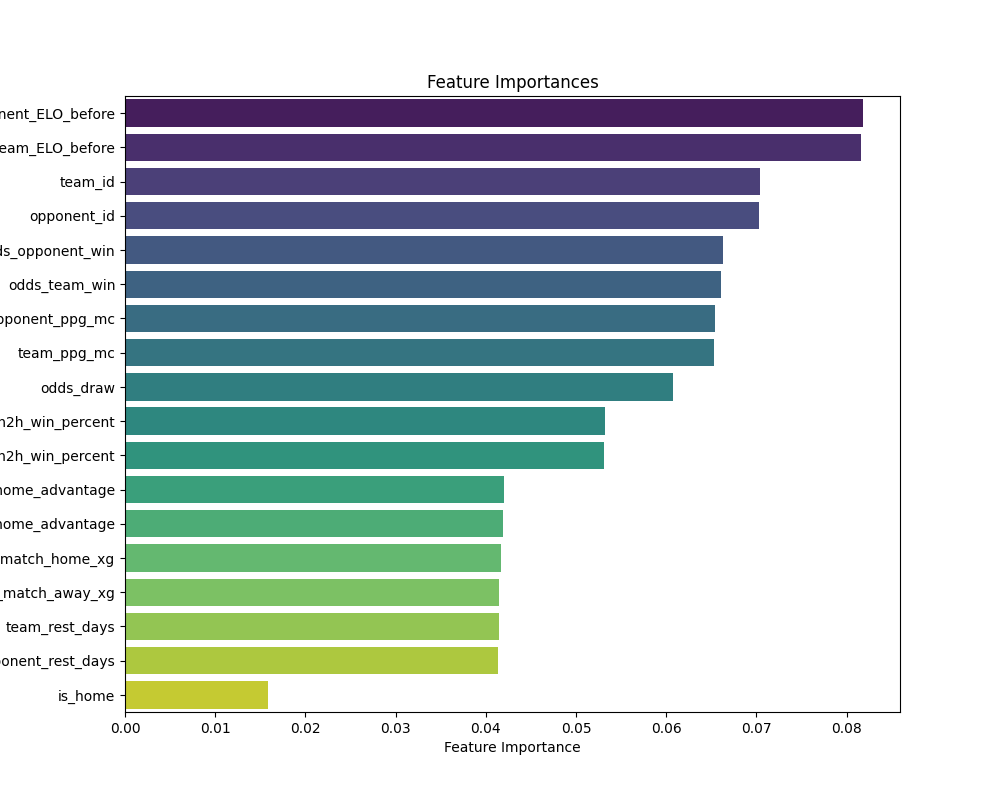 Feature Importances
nent_ELO_before
eam_ELO_before
team_id
opponent_id
ds_opponent_win
odds_team_win
pponent_ppg_mc
team_ppg_mc
odds_draw
h2h_win_percent
h2h_win_percent
home_advantage
home_advantage
match_home_xg
_match_away_xg
team_rest_days
ponent_rest_days
is_home
0.00 0.01 0.02 0.03 0.04 0.05 0.06 0.07 0.08
Feature Importance